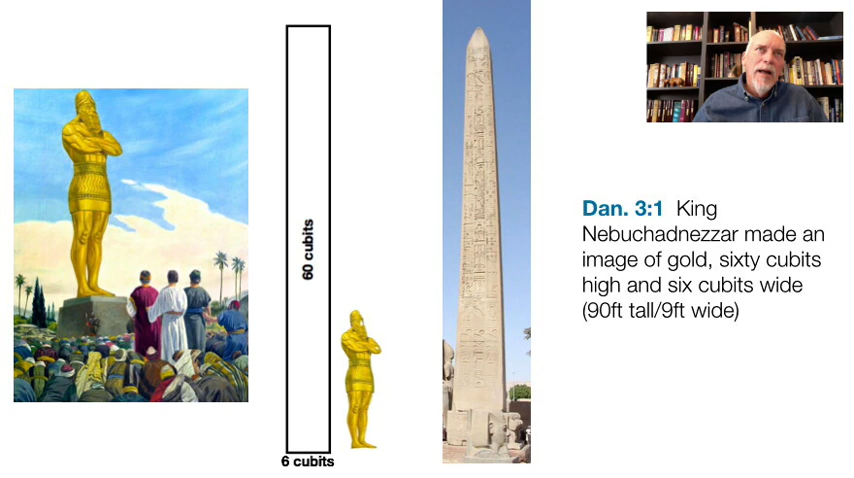 60 cubits
6 cubits
Dan. 3:1 King
Nebuchadnezzar made an
image of gold, sixty cubits
high and six cubits wide
(90ft tall/9ft wide)